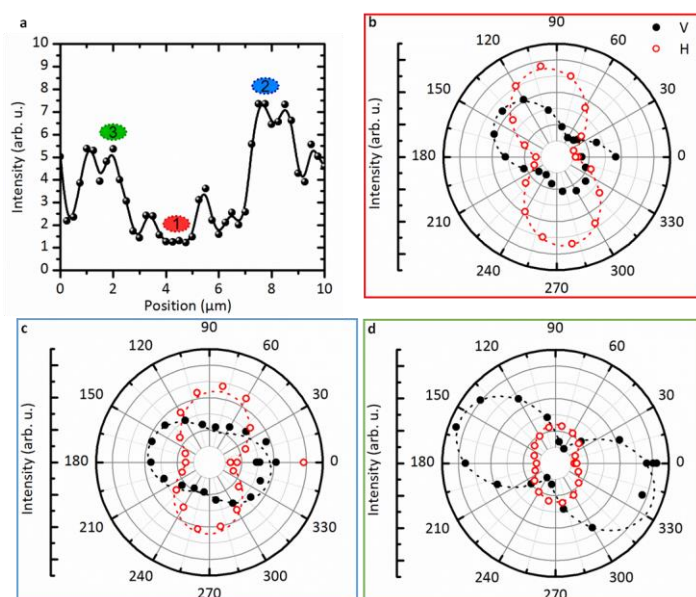 a
Intensity (arb. u.)
10
9
8
7
6
5
4
3
2
1
0
3
2
1
0 2 4 6 8 10
Position (µm)
b
V
H
Intensity (arb. u.)
90
120 60
150 30
180 0
210 330
240 300
270
c
Intensity (arb. u.)
90
120 60
150 30
180 0
210 330
240 300
270
d
Intensity (arb. u.)
90
120 60
150 30
180 0
210 330
240 300
270